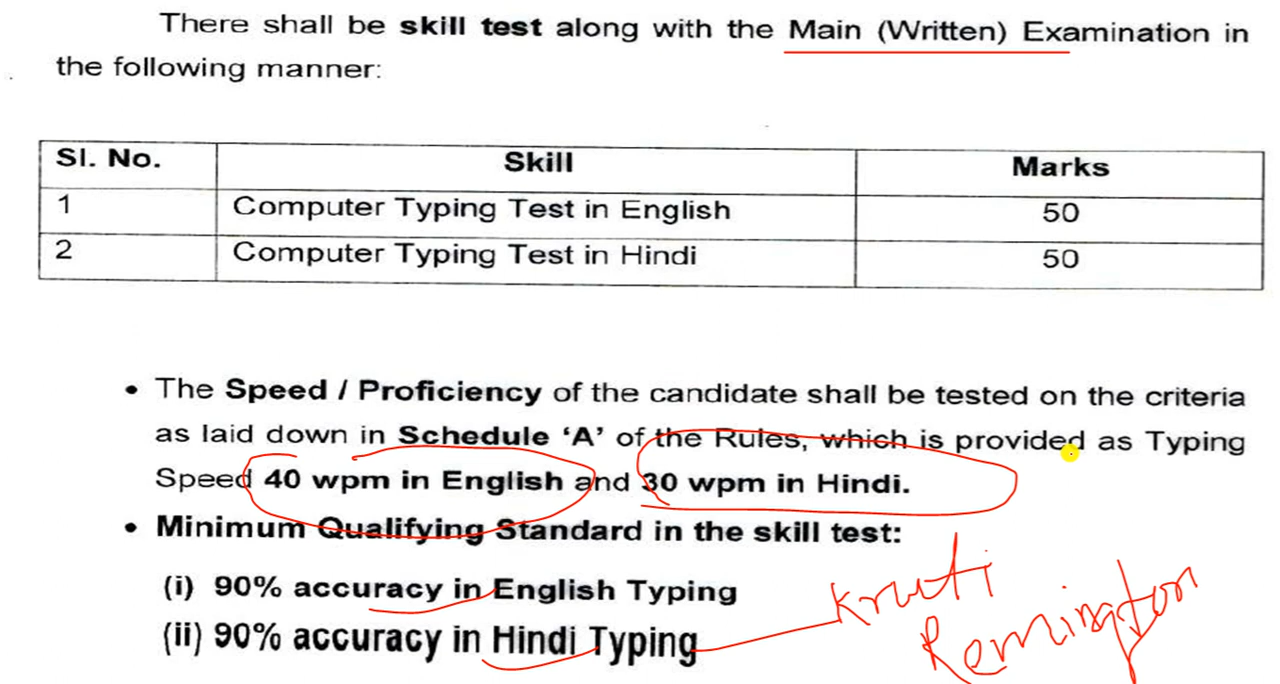 There shall be skill test along with the Main (Written) Examination in
the following manner:
Sl. No. Skill Marks
1 Computer Typing Test in English 50
2 Computer Typing Test in Hindi 50
• The Speed / Proficiency of the candidate shall be tested on the criteria
as laid down in Schedule ‘A’ of the Rules, which is provided as Typing
Speed 40 wpm in English and 30 wpm in Hindi.
• Minimum Qualifying Standard in the skill test:
(i) 90% accuracy in English Typing
(ii) 90% accuracy in Hindi Typing
Kruti
Remington